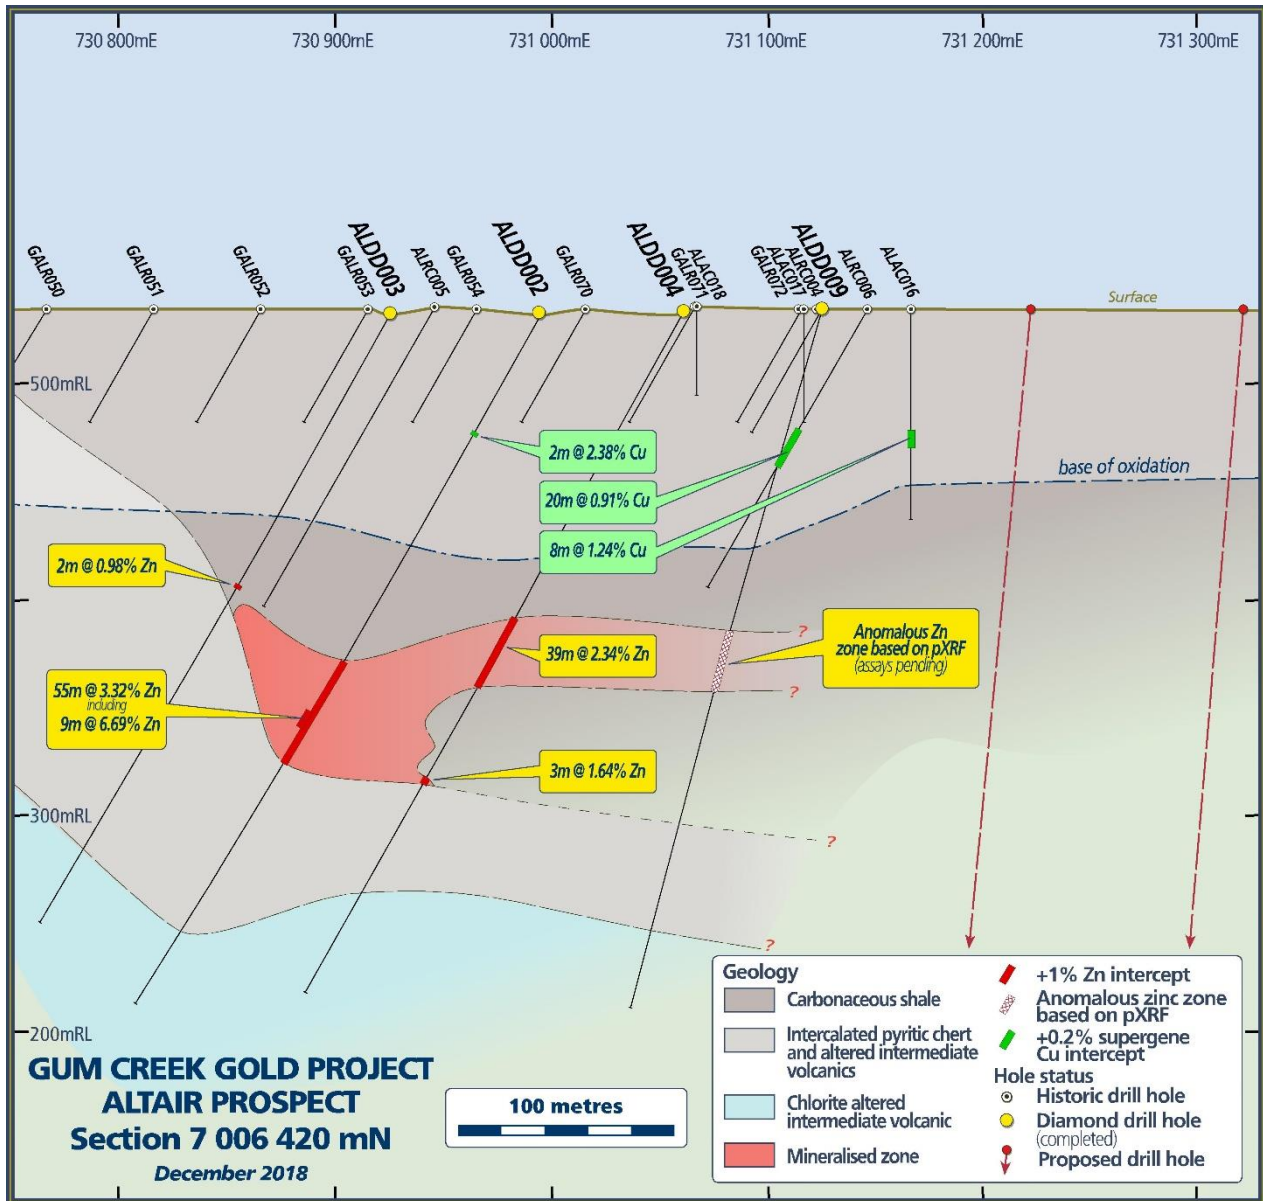 730 800mE 730 900mE 731 000mE 731 100mE 731 200mE 731 300mE
GALR050
GALR051
GALR052
GALR053
ALDD003
ALRC005
GALR054
ALDD002
GALR070
ALDD004
GALR071
ALAC018
GALR072
ALAC017
ALRC004
ALDD009
ALRC006
ALAC016
Surface
500mRL
2m @ 2.38% Cu
base of oxidation
20m @ 0.91% Cu
8m @ 1.24% Cu
2m @ 0.98% Zn
39m @ 2.34% Zn
Anomalous Zn
zone based on pXRF
(assays pending)
?
?
55m @ 3.32% Zn
including
9m @ 6.69% Zn
3m @ 1.64% Zn
300mRL
?
?
200mRL
GUM CREEK GOLD PROJECT
ALTAIR PROSPECT
Section 7 006 420 mN
December 2018
100 metres
Geology
Carbonaceous shale
Intercalated pyritic chert
and altered intermediate
volcanics
Chlorite altered
intermediate volcanic
Mineralised zone
+1% Zn intercept
Anomalous zinc zone
based on pXRF
+0.2% supergene
Cu intercept
Hole status
Historic drill hole
Diamond drill hole
(completed)
Proposed drill hole